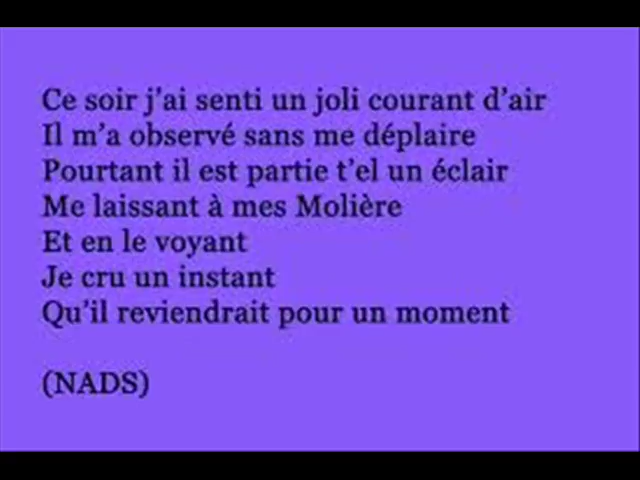 Ce soir j'ai senti un joli courant d'air
Il m'a observé sans me déplaire
Pourtant il est partie t'el un éclair
Me laissant à mes Molière
Et en le voyant
Je cru un instant
Qu'il reviendrait pour un moment
(NADS)